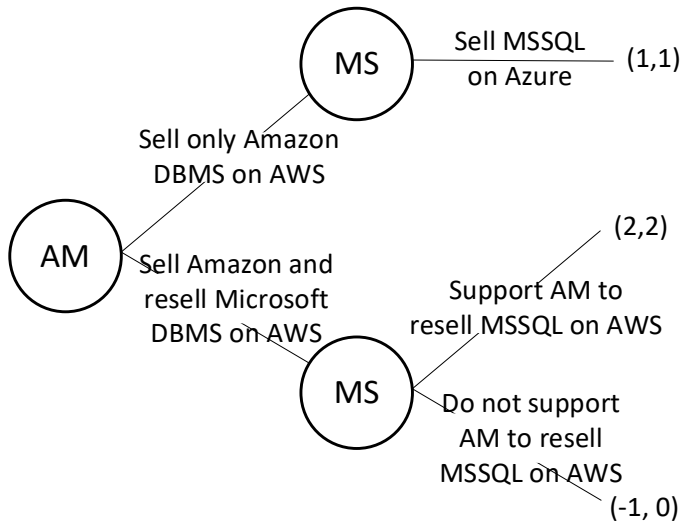 MS
Sell MSSQL
on Azure
(1,1)
Sell only Amazon
DBMS on AWS
AM
Sell Amazon and
resell Microsoft
DBMS on AWS
(2,2)
Support AM to
resell MSSQL on AWS
MS
Do not support
AM to resell
MSSQL on AWS
(-1, 0)